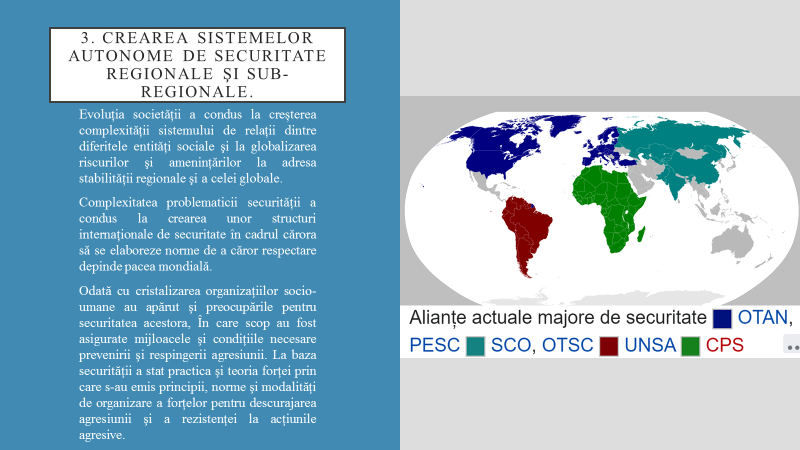 3. CREAREA SISTEMELOR
AUTONOME DE SECURITATE
REGIONALE ȘI SUB-
REGIONALE.
Evoluția societății a condus la creșterea
complexității sistemului de relații dintre
diferitele entități sociale și la globalizarea
riscurilor și amenințărilor la adresa
stabilității regionale și a celei globale.
Complexitatea problematicii securității a
condus la crearea unor structuri
internaționale de securitate în cadrul cărora
să se elaboreze norme de a căror respectare
depinde pacea mondială.
Odată cu cristalizarea organizațiilor socio-
umane au apărut și preocupările pentru
securitatea acestora, În care scop au fost
asigurate mijloacele și condițiile necesare
prevenirii și respingerii agresiunii. La baza
securității a stat practica și teoria forței prin
care s-au emis principii, norme și modalități
de organizare a forțelor pentru descurajarea
agresiunii și a rezistenței la acțiunile
agresive.
Alianțe actuale majore de securitate OTAN,
PESC SCO, OTSC UNSA CPS